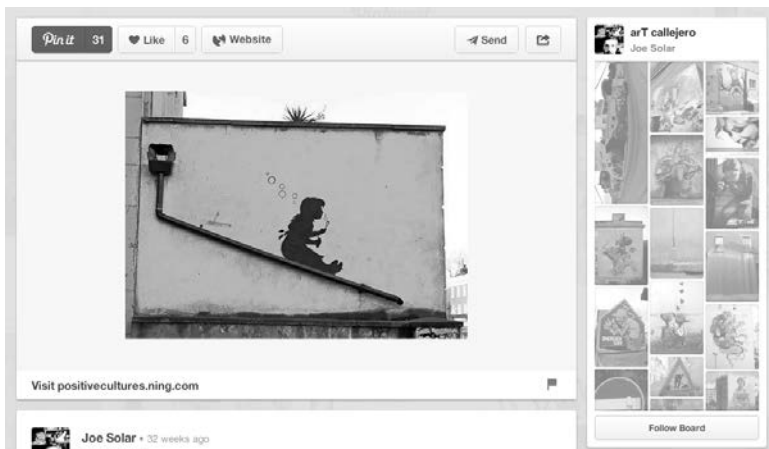 Pin it 31
Like 6
Website
Send
Visit positivecultures.ning.com
Joe Solar • 32 weeks ago
arT callejero
Joe Solar
Follow Board